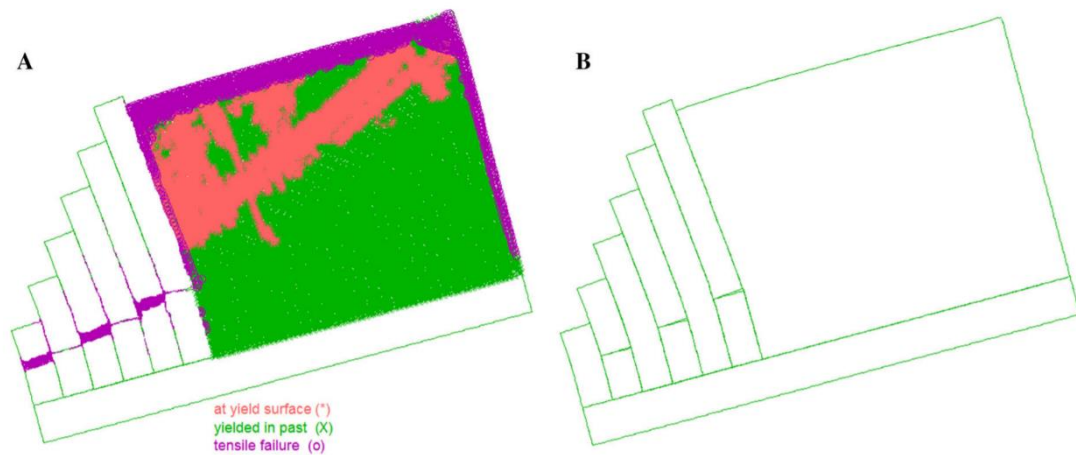 A
B
at yield surface (*)
yielded in past (X)
tensile failure (o)